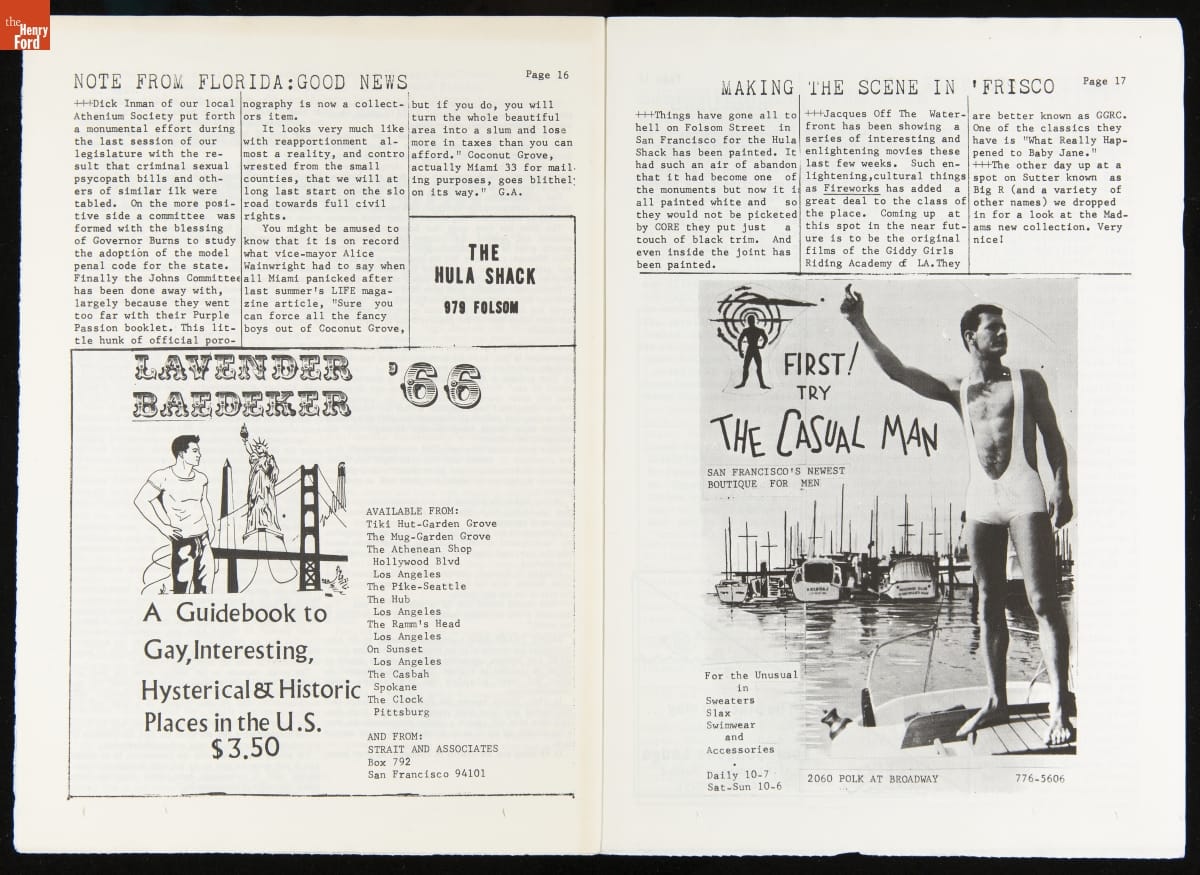 the
Henry
Ford
NOTE FROM FLORIDA:GOOD NEWS
Page 16
+++Dick Inman of our local
Athenium Society put forth
a monumental effort during
the last session of our
legislature with the re-
sult that criminal sexual
psycopath bills and oth-
ers of similar ilk were
tabled. On the more posi-
tive side a committee was
formed with the blessing
of Governor Burns to study
the adoption of the model
penal code for the state.
Finally the Johns Committee
has been done away with,
largely because they went
too far with their Purple
Passion booklet. This lit-
tle hunk of official poro-
nography is now a collect-
ors item.
It looks very much like
with reapportionment al-
most a reality, and contro
wrested from the small
counties, that we will at
long last start on the slo
road towards full civil
rights.
You might be amused to
know that it is on record
what vice-mayor Alice
Wainwright had to say when
all Miami panicked after
last summer's LIFE maga-
zine article, "Sure you
can force all the fancy
boys out of Coconut Grove,
but if you do, you will
turn the whole beautiful
area into a slum and lose
more in taxes than you can
afford." Coconut Grove,
actually Miami 33 for mail-
ing purposes, goes blithely
on its way." G.A.
THE
HULA SHACK
979 FOLSOM
LAVENDER
BAEDEKER
'66
A Guidebook to
Gay, Interesting,
Hysterical & Historic
Places in the U.S.
$3.50
AVAILABLE FROM:
Tiki Hut-Garden Grove
The Mug-Garden Grove
The Athenean Shop
Hollywood Blvd
Los Angeles
The Pike-Seattle
The Hub
Los Angeles
The Ramm's Head
Los Angeles
On Sunset
Los Angeles
The Casbah
Spokane
The Clock
Pittsburg
AND FROM:
STRAIT AND ASSOCIATES
Box 792
San Francisco 94101
MAKING THE SCENE IN 'FRISCO
Page 17
+++Things have gone all to
hell on Folsom Street in
San Francisco for the Hula
Shack has been painted. It
had such an air of abandon
that it had become one of
the monuments but now it i
all painted white and so
they would not be picketed
by CORE they put just a
touch of black trim. And
even inside the joint has
been painted.
+++Jacques Off The Water-
front has been showing a
series of interesting and
enlightening movies these
last few weeks. Such en-
lightening,cultural things
as Fireworks has added a
great deal to the class of
the place. Coming up at
this spot in the near fut-
ure is to be the original
films of the Giddy Girls
Riding Academy of LA.They
are better known as GGRC.
One of the classics they
have is "What Really Hap-
pened to Baby Jane."
+++The other day up at a
spot on Sutter known as
Big R (and a variety of
other names) we dropped
in for a look at the Mad-
ams new collection. Very
nice!
FIRST!
TRY
THE CASUAL MAN
SAN FRANCISCO'S NEWEST
BOUTIQUE FOR MEN
For the Unusual
in
Sweaters
Slax
Swimwear
and
Accessories
Daily 10-7
Sat-Sun 10-6
2060 POLK AT BROADWAY
776-5606